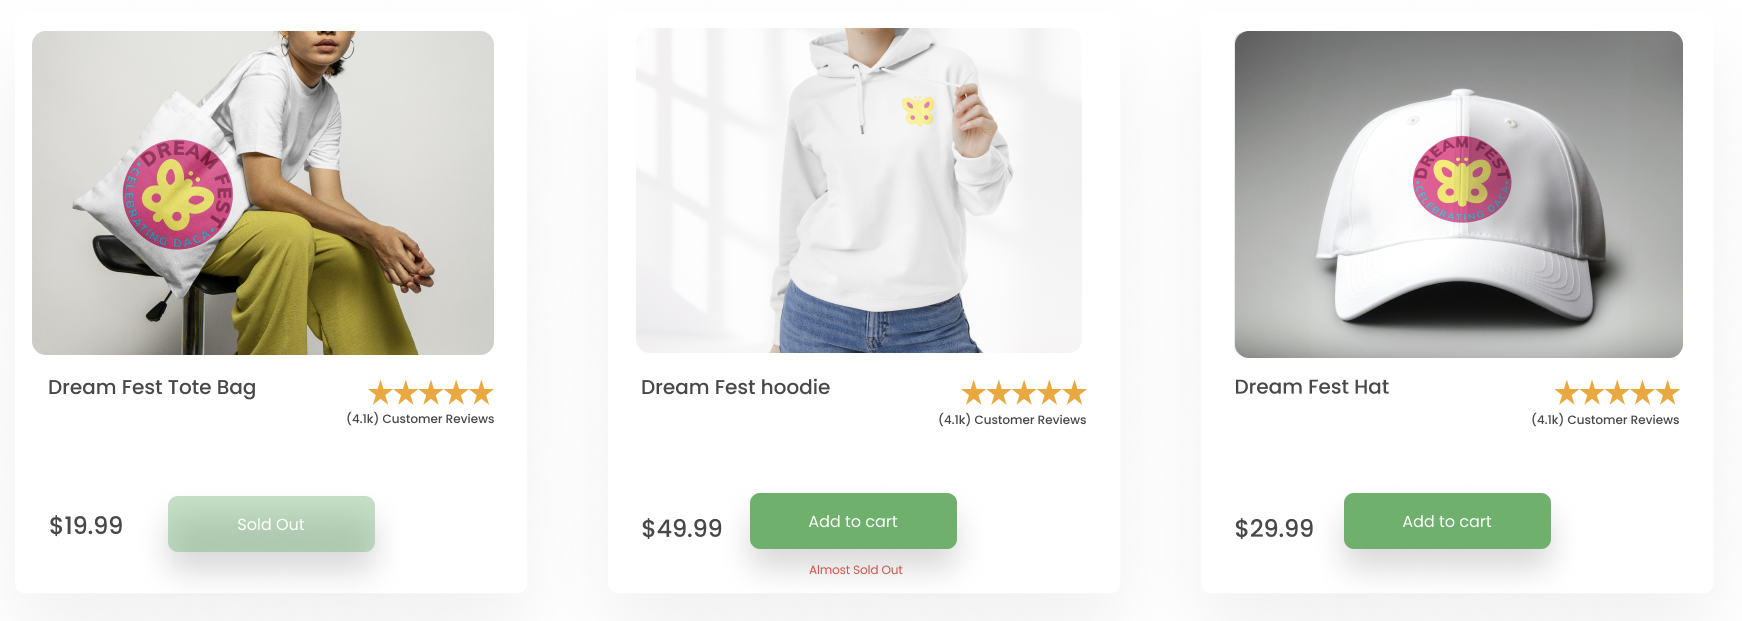 DREAM FEST
•CELEBRATING DACA•
DREAM FEST
•CELEBRATING DACA•
Dream Fest Tote Bag
(4.1k) Customer Reviews
$19.99
Sold Out
Dream Fest hoodie
(4.1k) Customer Reviews
$49.99
Add to cart
Almost Sold Out
Dream Fest Hat
(4.1k) Customer Reviews
$29.99
Add to cart